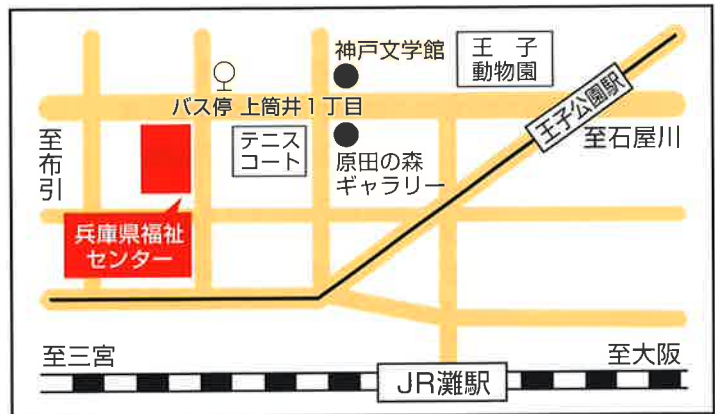 神戸文学館
王 子
動物園
バス停 上筒井1丁目
王子公園駅
至布引
テニス
コート
至石屋川
原田の森
ギャラリー
兵庫県福祉
センター
至三宮
至大阪
JR灘駅